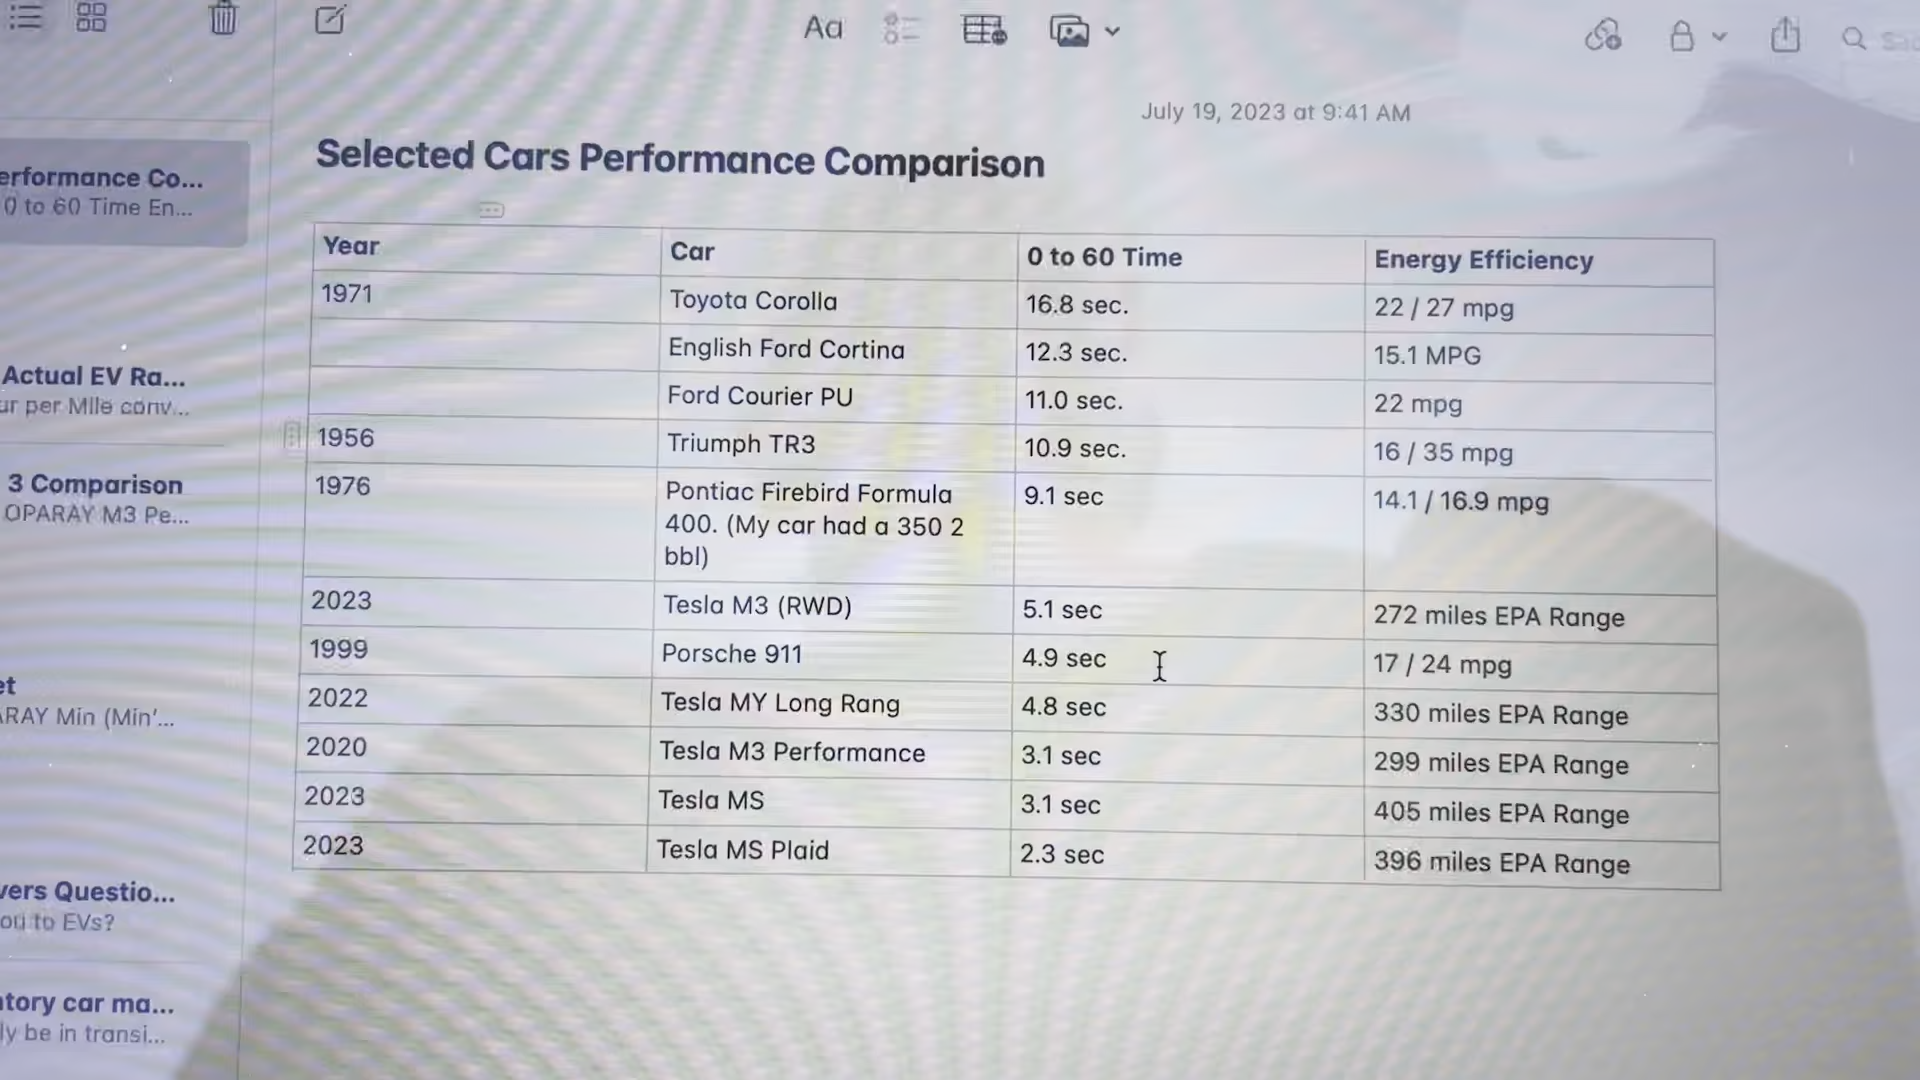 Aa
July 19, 2023 at 9:41 AM
Selected Cars Performance Comparison
Year Car 0 to 60 Time Energy Efficiency
1971 Toyota Corolla 16.8 sec. 22 / 27 mpg
English Ford Cortina 12.3 sec. 15.1 MPG
Ford Courier PU 11.0 sec. 22 mpg
1956 Triumph TR3 10.9 sec. 16 / 35 mpg
1976 Pontiac Firebird Formula 9.1 sec 14.1 / 16.9 mpg
400. (My car had a 350 2
bbl)
2023 Tesla M3 (RWD) 5.1 sec 272 miles EPA Range
1999 Porsche 911 4.9 sec 17 / 24 mpg
2022 Tesla MY Long Rang 4.8 sec 330 miles EPA Range
2020 Tesla M3 Performance 3.1 sec 299 miles EPA Range
2023 Tesla MS 3.1 sec 405 miles EPA Range
2023 Tesla MS Plaid 2.3 sec 396 miles EPA Range
erformance Co...
0 to 60 Time En...
Actual EV Ra...
ur per MIle conv...
3 Comparison
OPARAY M3 Pe...
et
ARAY Min (Min'...
vers Questio...
ou to EVs?
ntory car ma...
ly be in transi...